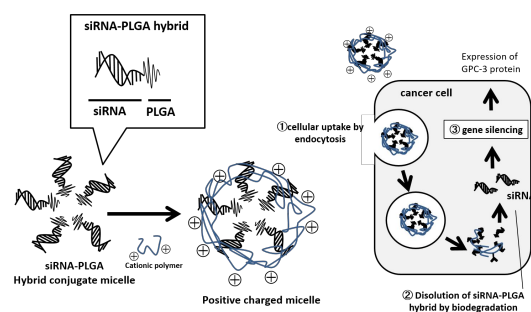 siRNA-PLGA hybrid
siRNA
PLGA
siRNA-PLGA
Hybrid conjugate micelle
Cationic polymer
Positive charged micelle
Expression of
GPC-3 protein
cancer cell
①cellular uptake by
endocytosis
③ gene silencing
siRNA
② Disolution of siRNA-PLGA
hybrid by biodegradation